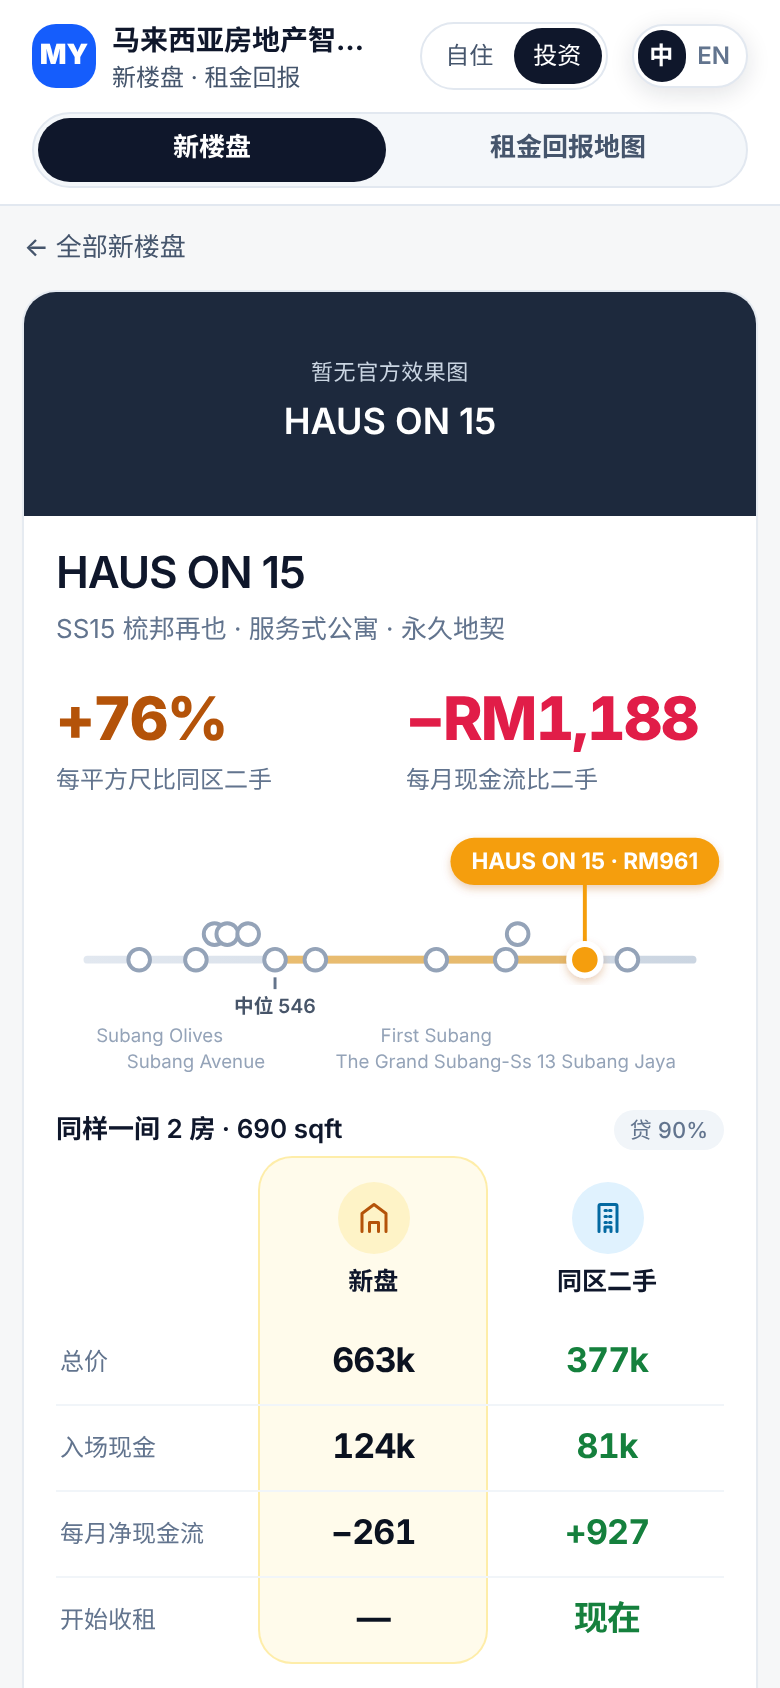 MY
马来西亚房地产智...
新楼盘 · 租金回报
自住
投资
中
EN
新楼盘
租金回报地图
← 全部新楼盘
暂无官方效果图
HAUS ON 15
HAUS ON 15
SS15 梳邦再也 · 服务式公寓 · 永久地契
+76%
−RM1,188
每平方尺比同区二手
每月现金流比二手
HAUS ON 15 · RM961
中位 546
Subang Olives
First Subang
Subang Avenue
The Grand Subang-Ss 13 Subang Jaya
同样一间 2 房 · 690 sqft
贷 90%
新盘
同区二手
总价 663k 377k
入场现金 124k 81k
每月净现金流 −261 +927
开始收租 — 现在